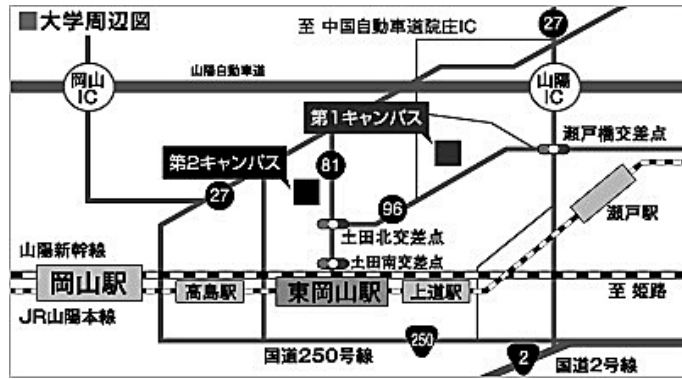 ■大学周辺図
至 中国自動車道院庄IC
27
岡山
IC
山陽自動車道
山陽
IC
第1キャンパス
瀬戸橋交差点
第2キャンパス
81
27
96
瀬戸駅
土田北交差点
山陽新幹線
土田南交差点
岡山駅
高島駅
東岡山駅
上道駅
至 姫路
JR山陽本線
250
国道250号線
2
国道2号線